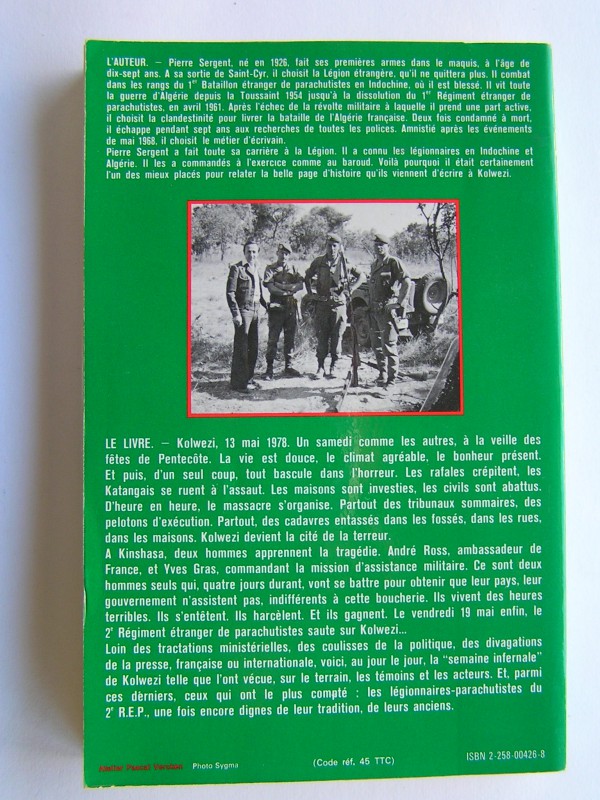 L'AUTEUR. — Pierre Sergent, né en 1926, fait ses premières armes dans le maquis, à l'âge de
dix-sept ans. A sa sortie de Saint-Cyr, il choisit la Légion étrangère, qu'il ne quittera plus. Il combat
dans les rangs du 1er Bataillon étranger de parachutistes en Indochine, où il est blessé. Il vit toute
la guerre d'Algérie depuis la Toussaint 1954 jusqu'à la dissolution du 1er Régiment étranger de
parachutistes, en avril 1961. Après l'échec de la révolte militaire à laquelle il prend une part active,
il choisit la clandestinité pour livrer la bataille de l'Algérie française. Deux fois condamné à mort,
il échappe pendant sept ans aux recherches de toutes les polices. Amnistié après les événements
de mai 1968, il choisit le métier d'écrivain.
Pierre Sergent a fait toute sa carrière à la Légion. Il a connu les légionnaires en Indochine et
Algérie. Il les a commandés à l'exercice comme au baroud. Voilà pourquoi il était certainement
l'un des mieux placés pour relater la belle page d'histoire qu'ils viennent d'écrire à Kolwezi.
LE LIVRE. — Kolwezi, 13 mai 1978. Un samedi comme les autres, à la veille des
fêtes de Pentecôte. La vie est douce, le climat agréable, le bonheur présent.
Et puis, d'un seul coup, tout bascule dans l'horreur. Les rafales crépitent, les
Katangais se ruent à l'assaut. Les maisons sont investies, les civils sont abattus.
D'heure en heure, le massacre s'organise. Partout des tribunaux sommaires, des
pelotons d'exécution. Partout, des cadavres entassés dans les fossés, dans les rues,
dans les maisons. Kolwezi devient la cité de la terreur.
A Kinshasa, deux hommes apprennent la tragédie. André Ross, ambassadeur de
France, et Yves Gras, commandant la mission d'assistance militaire. Ce sont deux
hommes seuls qui, quatre jours durant, vont se battre pour obtenir que leur pays, leur
gouvernement n'assistent pas, indifférents à cette boucherie. Ils vivent des heures
terribles. Ils s'entêtent. Ils harcèlent. Et ils gagnent. Le vendredi 19 mai enfin, le
2e Régiment étranger de parachutistes saute sur Kolwezi...
Loin des tractations ministérielles, des coulisses de la politique, des divagations
de la presse, française ou internationale, voici, au jour le jour, la "semaine infernale"
de Kolwezi telle que l'ont vécue, sur le terrain, les témoins et les acteurs. Et, parmi
ces derniers, ceux qui ont le plus compté : les légionnaires-parachutistes du
2e R.E.P., une fois encore dignes de leur tradition, de leurs anciens.
Atelier Pascal Vercken. Photo Sygma
(Code réf. 45 TTC)
ISBN 2-258-00426-8